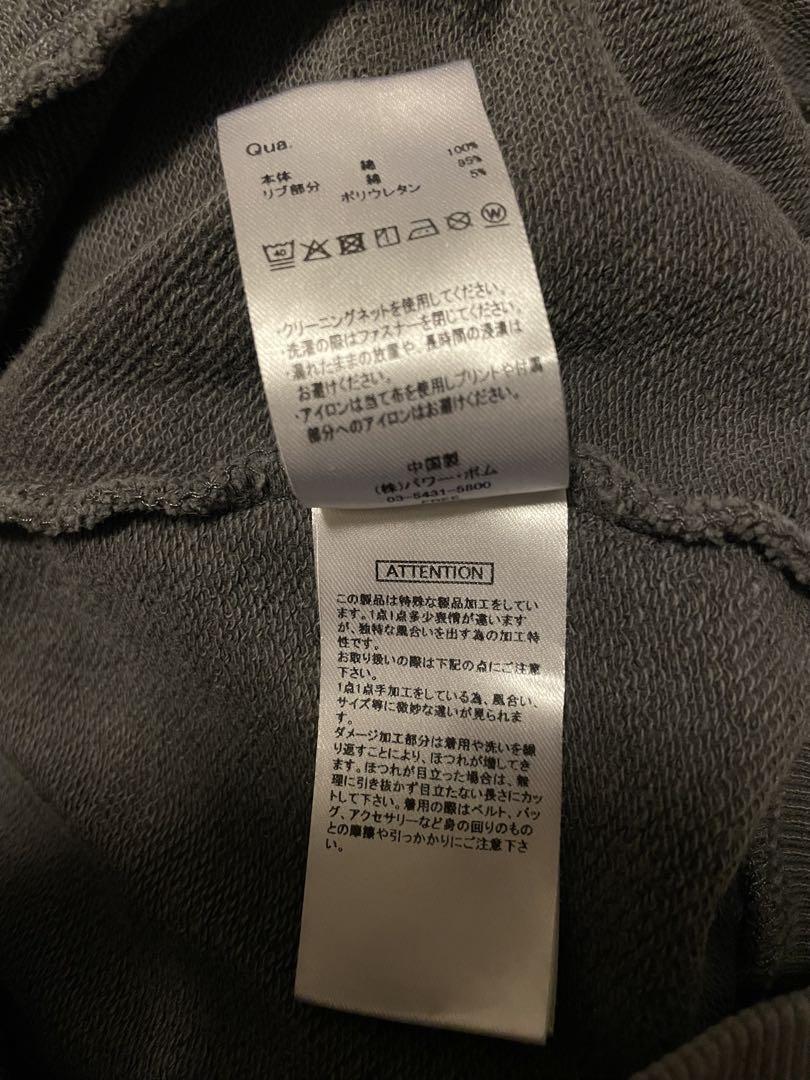 Qua.
本体 綿 100%
リブ部分 綿 95%
ポリウレタン 5%
40
W
・クリーニングネットを使用してください。
・洗濯の際はファスナーを閉じてください。
・濡れたままの放置や、長時間の浸漬は
お避けください。
・アイロンは当て布を使用しプリントや付属
部分へのアイロンはお避けください。
中国製
(株)パワー・ボム
03-5431-5800
ATTENTION
この製品は特殊な製品加工をしてい
ます。1点1点多少表情が違います
が、独特な風合いを出す為の加工特
性です。
お取り扱いの際は下記の点にご注意
下さい。
1点1点手加工をしている為、風合い、
サイズ等に微妙な違いが見られま
す。
ダメージ加工部分は着用や洗いを繰
り返すことにより、ほつれが増してき
ます。ほつれが目立った場合は、無
理に引き抜かず目立たない長さにカッ
トして下さい。着用の際はベルト、バッ
グ、アクセサリーなど身の回りのもの
との摩擦や引っかかりにご注意下さ
い。